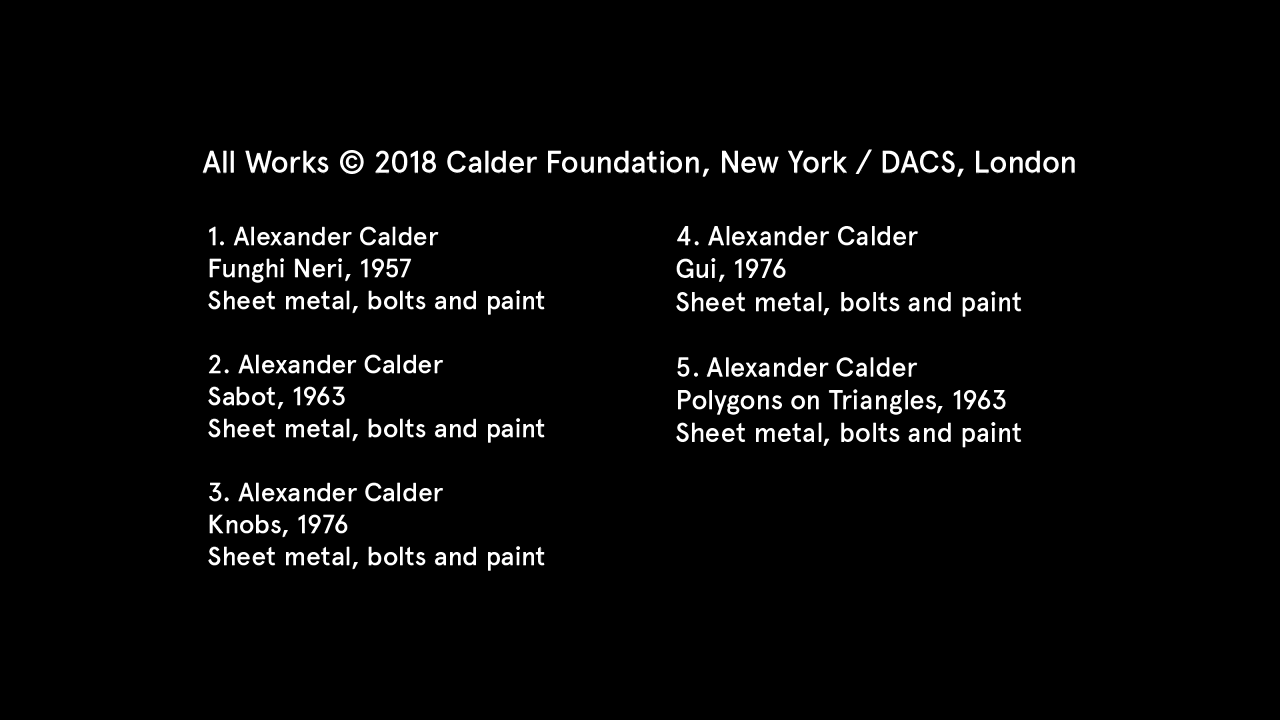 All Works © 2018 Calder Foundation, New York / DACS, London
1. Alexander Calder
Funghi Neri, 1957
Sheet metal, bolts and paint
2. Alexander Calder
Sabot, 1963
Sheet metal, bolts and paint
3. Alexander Calder
Knobs, 1976
Sheet metal, bolts and paint
4. Alexander Calder
Gui, 1976
Sheet metal, bolts and paint
5. Alexander Calder
Polygons on Triangles, 1963
Sheet metal, bolts and paint